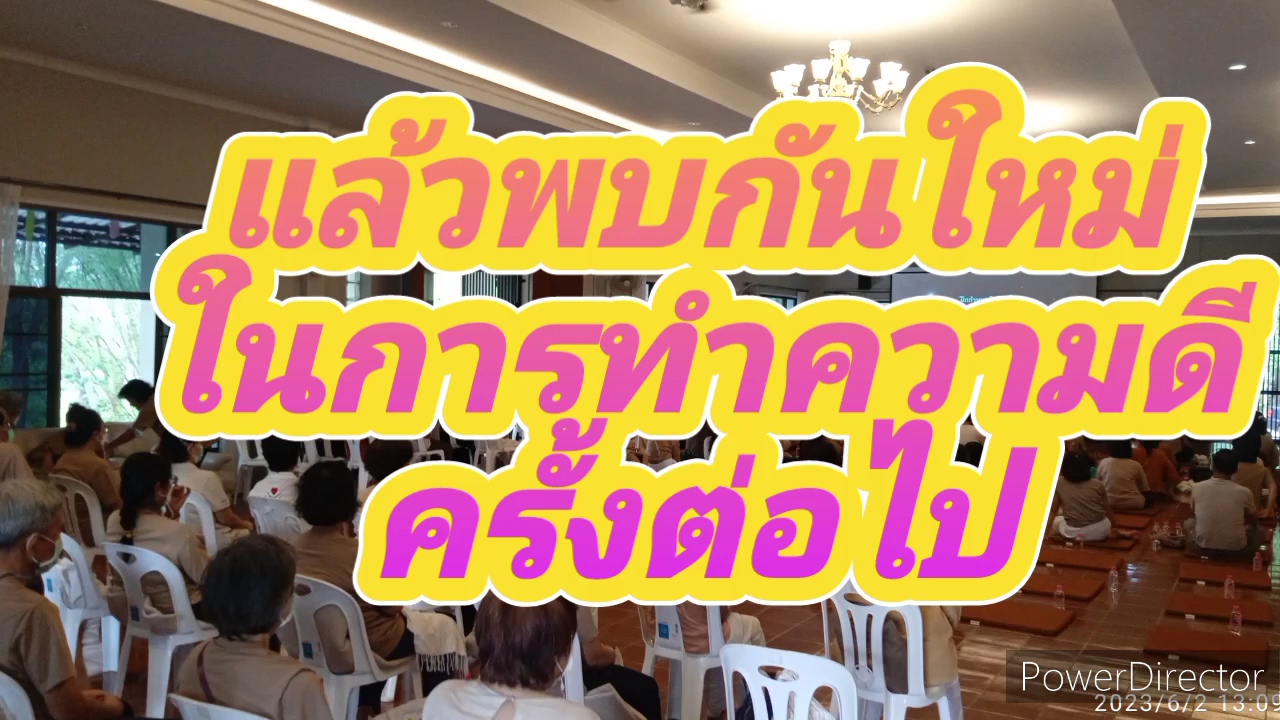 แล้วพบกันใหม่
ในการทำความดี
ครั้งต่อไป
PowerDirector
2023/6/2 13:09